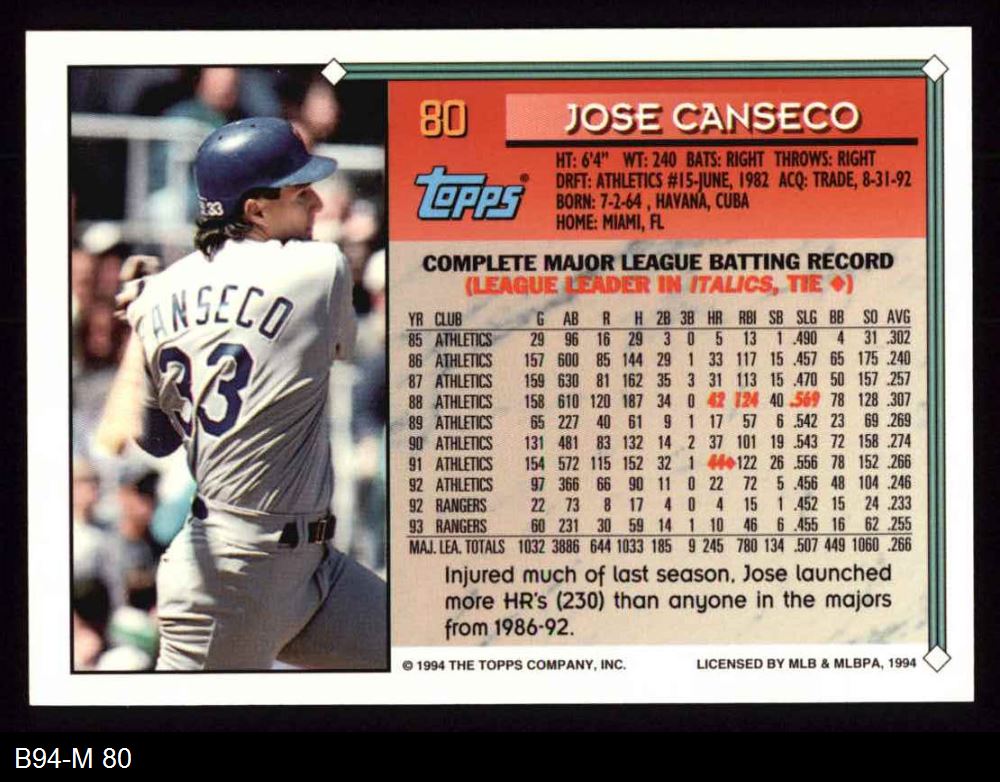 80
JOSE CANSECO
TOPPS®
HT: 6'4" WT: 240 BATS: RIGHT THROWS: RIGHT
DRFT: ATHLETICS #15-JUNE, 1982 ACQ: TRADE, 8-31-92
BORN: 7-2-64 , HAVANA, CUBA
HOME: MIAMI, FL
33
ANSECO
33
COMPLETE MAJOR LEAGUE BATTING RECORD
(LEAGUE LEADER IN ITALICS, TIE ◆)
YR CLUB G AB R H 2B 3B HR RBI SB SLG BB SO AVG
85 ATHLETICS 29 96 16 29 3 0 5 13 1 .490 4 31 .302
86 ATHLETICS 157 600 85 144 29 1 33 117 15 .457 65 175 .240
87 ATHLETICS 159 630 81 162 35 3 31 113 15 .470 50 157 .257
88 ATHLETICS 158 610 120 187 34 0 42 124 40 .569 78 128 .307
89 ATHLETICS 65 227 40 61 9 1 17 57 6 .542 23 69 .269
90 ATHLETICS 131 481 83 132 14 2 37 101 19 .543 72 158 .274
91 ATHLETICS 154 572 115 152 32 1 44◆ 122 26 .556 78 152 .266
92 ATHLETICS 97 366 66 90 11 0 22 72 5 .456 48 104 .246
92 RANGERS 22 73 8 17 4 0 4 15 1 .452 15 24 .233
93 RANGERS 60 231 30 59 14 1 10 46 6 .455 16 62 .255
MAJ. LEA. TOTALS 1032 3886 644 1033 185 9 245 780 134 .507 449 1060 .266
Injured much of last season, Jose launched
more HR's (230) than anyone in the majors
from 1986-92.
© 1994 THE TOPPS COMPANY, INC. LICENSED BY MLB & MLBPA, 1994
B94-M 80